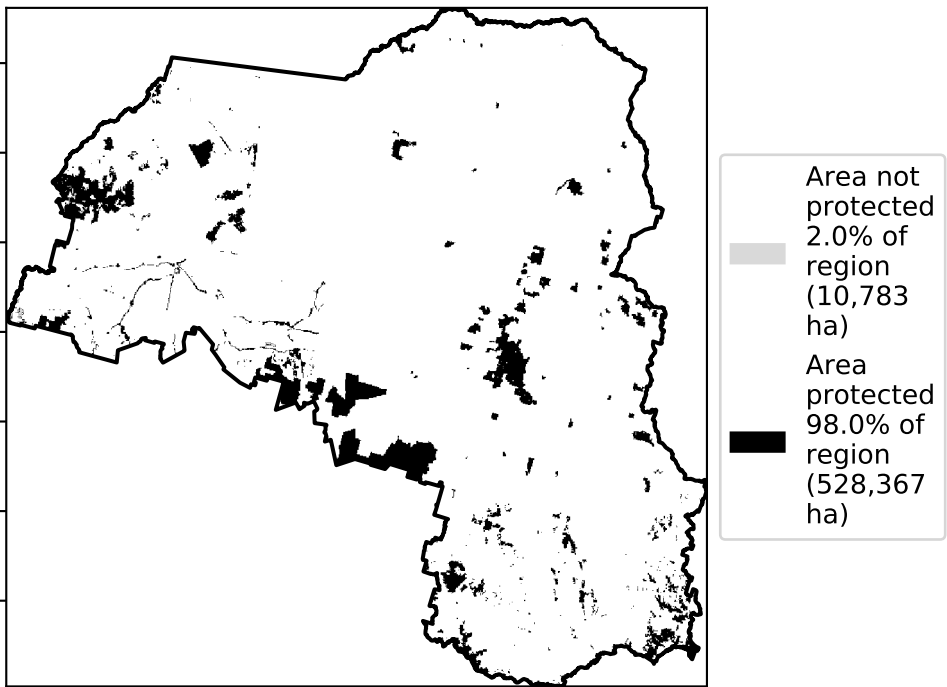 Area not
protected
2.0% of
region
(10,783
ha)
Area
protected
98.0% of
region
(528,367
ha)